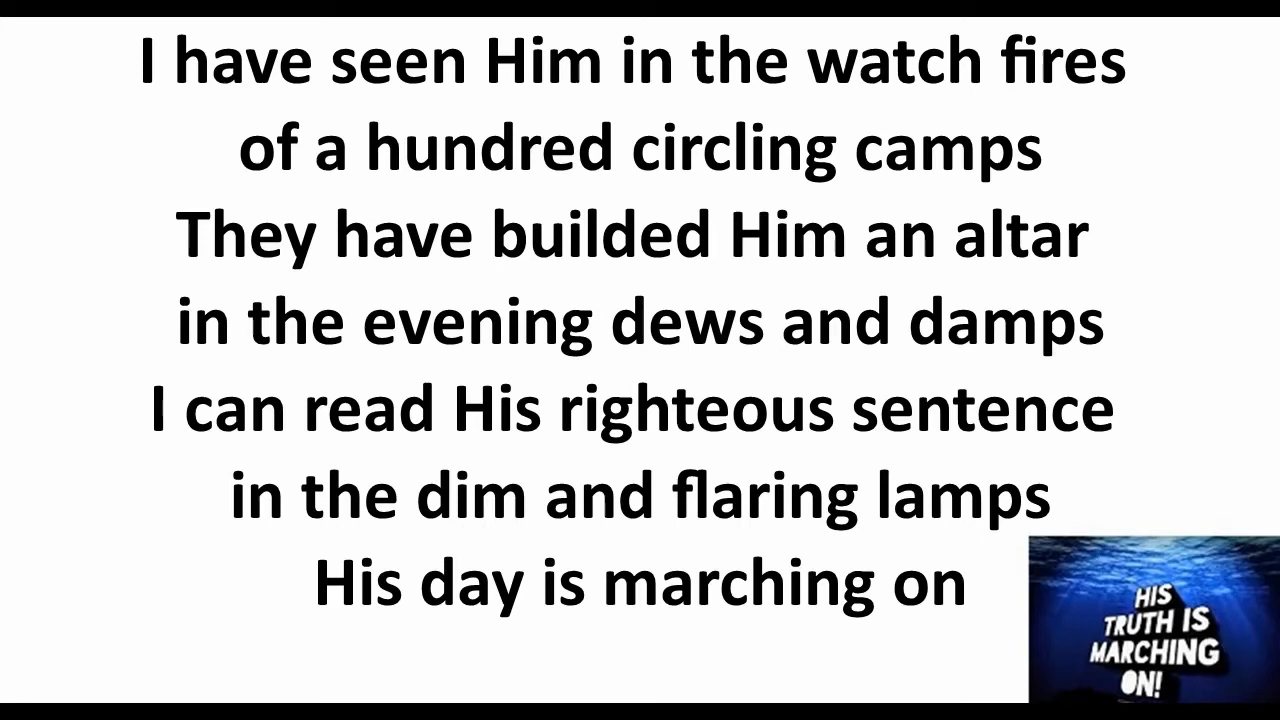 I have seen Him in the watch fires
of a hundred circling camps
They have builded Him an altar
in the evening dews and damps
I can read His righteous sentence
in the dim and flaring lamps
His day is marching on
HIS
TRUTH IS
MARCHING
ON!